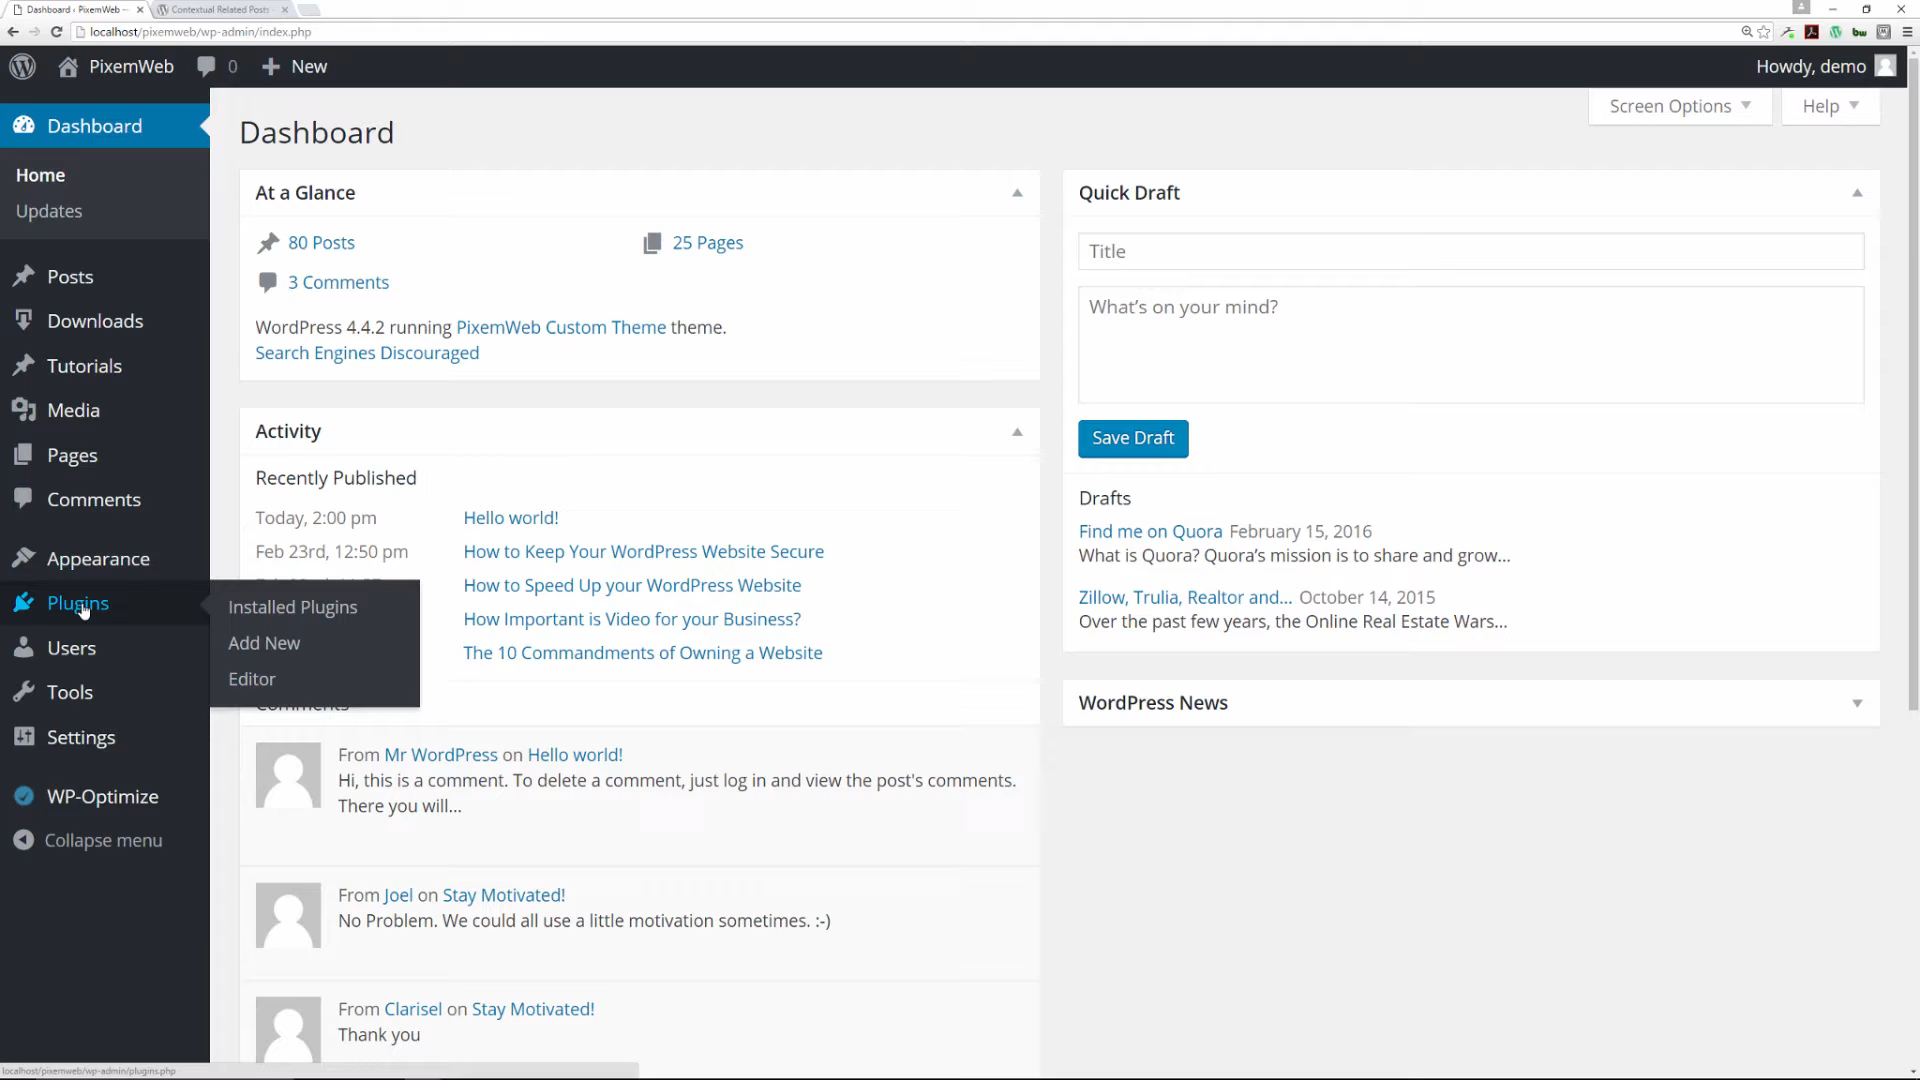 Dashboard ‹ PixemWeb —
Contextual Related Posts -
localhost/pixemweb/wp-admin/index.php
bw
PixemWeb
0
New
Howdy, demo
Dashboard
Home
Updates
Posts
Downloads
Tutorials
Media
Pages
Comments
Appearance
Plugins
Installed Plugins
Add New
Editor
Users
Tools
Settings
WP-Optimize
Collapse menu
Dashboard
Screen Options
Help
At a Glance
80 Posts
25 Pages
3 Comments
WordPress 4.4.2 running PixemWeb Custom Theme theme.
Search Engines Discouraged
Activity
Recently Published
Today, 2:00 pm Hello world!
Feb 23rd, 12:50 pm How to Keep Your WordPress Website Secure
How to Speed Up your WordPress Website
How Important is Video for your Business?
The 10 Commandments of Owning a Website
Comments
From Mr WordPress on Hello world!
Hi, this is a comment. To delete a comment, just log in and view the post's comments.
There you will...
From Joel on Stay Motivated!
No Problem. We could all use a little motivation sometimes. :-)
From Clarisel on Stay Motivated!
Thank you
Quick Draft
Title
What's on your mind?
Save Draft
Drafts
Find me on Quora February 15, 2016
What is Quora? Quora's mission is to share and grow...
Zillow, Trulia, Realtor and... October 14, 2015
Over the past few years, the Online Real Estate Wars...
WordPress News
localhost/pixemweb/wp-admin/plugins.php